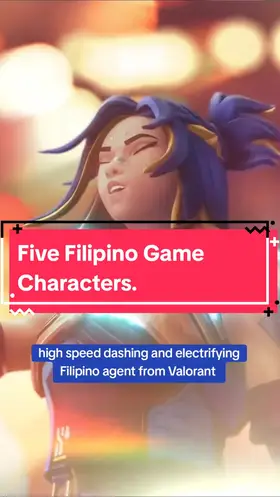 Five Filipino Game
Characters.
high speed dashing and electrifying
Filipino agent from Valorant